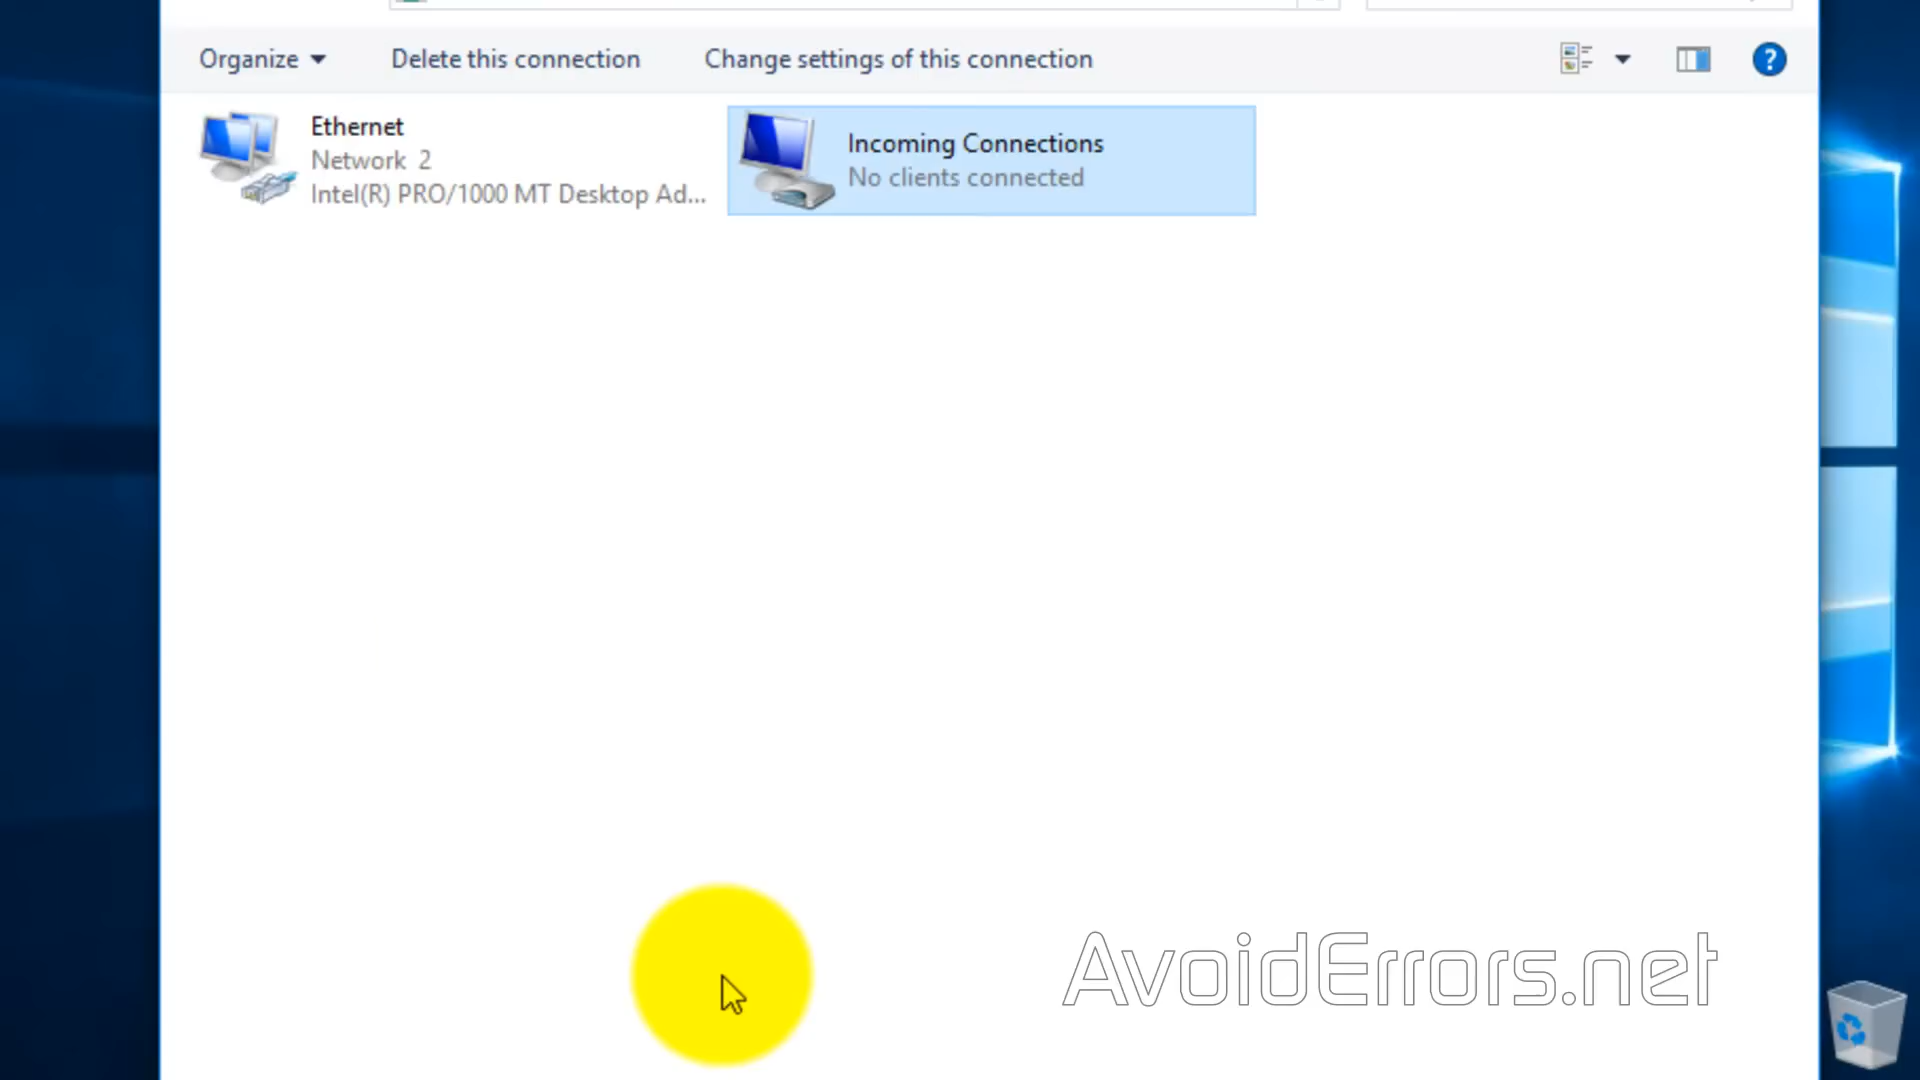 Organize
Delete this connection
Change settings of this connection
?
Ethernet
Network 2
Intel(R) PRO/1000 MT Desktop Ad...
Incoming Connections
No clients connected
AvoidErrors.net